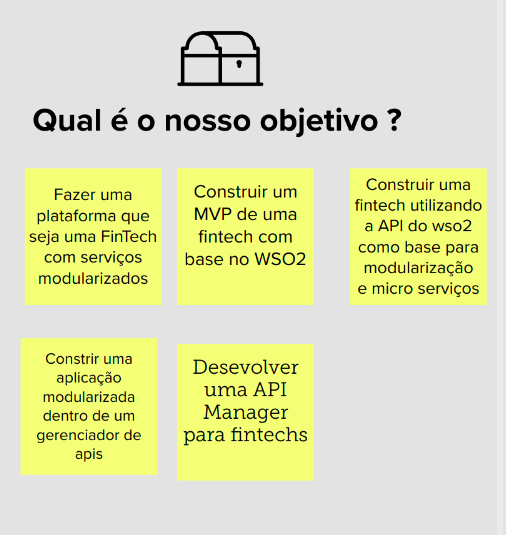 Qual é o nosso objetivo ?
Fazer uma
plataforma que
seja uma FinTech
com serviços
modularizados
Construir um
MVP de uma
fintech com
base no WSO2
Construir uma
fintech utilizando
a API do wso2
como base para
modularização
e micro serviços
Constrir uma
aplicação
modularizada
dentro de um
gerenciador de
apis
Desevolver
uma API
Manager
para fintechs